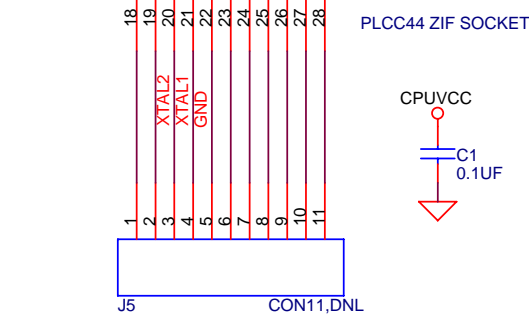 18 19 20 21 22 23 24 25 26 27 28
PLCC44 ZIF SOCKET
XTAL2
XTAL1
GND
CPUVCC
C1
0.1UF
1 2 3 4 5 6 7 8 9 10 11
J5
CON11,DNL